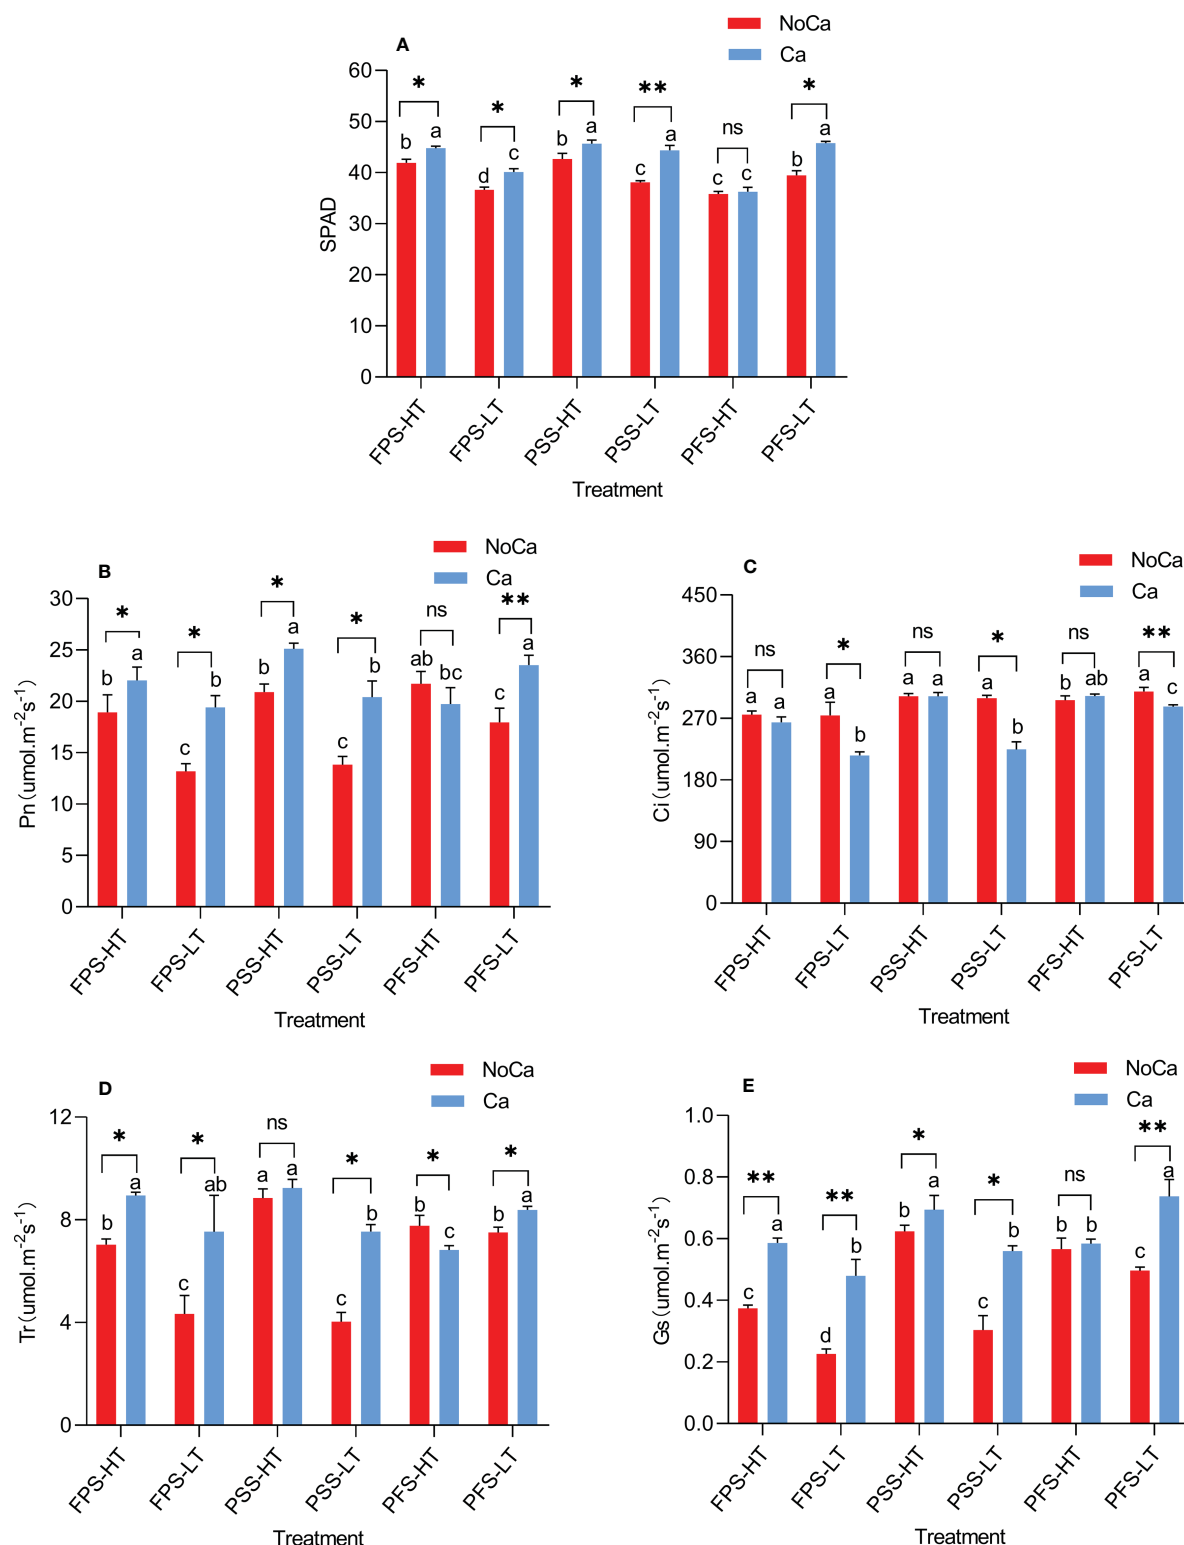 A
NoCa
Ca
60
50
40
30
20
10
0
SPAD
* * * ** ns *
b a d c b a c a c c b a
FPS-HT FPS-LT PSS-HT PSS-LT PFS-HT PFS-LT
Treatment
B
NoCa
Ca
30
25
20
15
10
5
0
Pn(umol.m⁻²s⁻¹)
* * * * ns **
b a c b b a c b ab bc c a
FPS-HT FPS-LT PSS-HT PSS-LT PFS-HT PFS-LT
Treatment
C
NoCa
Ca
450
360
270
180
90
0
Ci(umol.m⁻²s⁻¹)
ns * ns * ns **
a a a b a a a b b ab a c
FPS-HT FPS-LT PSS-HT PSS-LT PFS-HT PFS-LT
Treatment
D
NoCa
Ca
12
8
4
0
Tr(umol.m⁻²s⁻¹)
* * ns * * *
b a c ab a a c b b c b a
FPS-HT FPS-LT PSS-HT PSS-LT PFS-HT PFS-LT
Treatment
E
NoCa
Ca
1.0
0.8
0.6
0.4
0.2
0.0
Gs(umol.m⁻²s⁻¹)
** ** * * ns **
c a d b b a c b b b c a
FPS-HT FPS-LT PSS-HT PSS-LT PFS-HT PFS-LT
Treatment